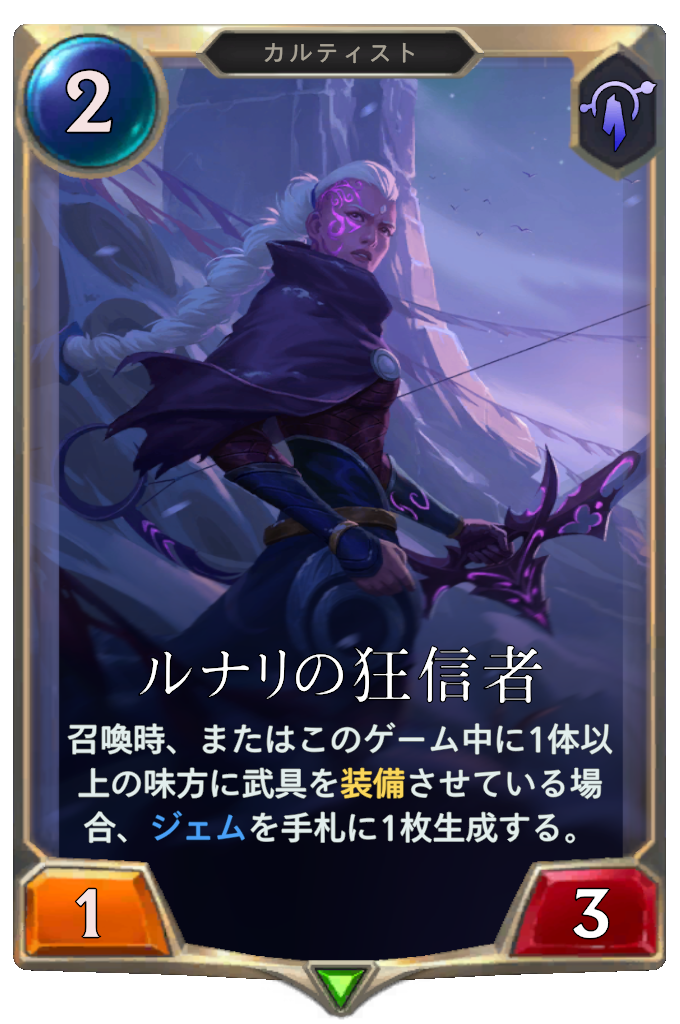 カルティスト
2
ルナリの狂信者
召喚時、またはこのゲーム中に1体以
上の味方に武具を装備させている場
合、ジェムを手札に1枚生成する。
1
3